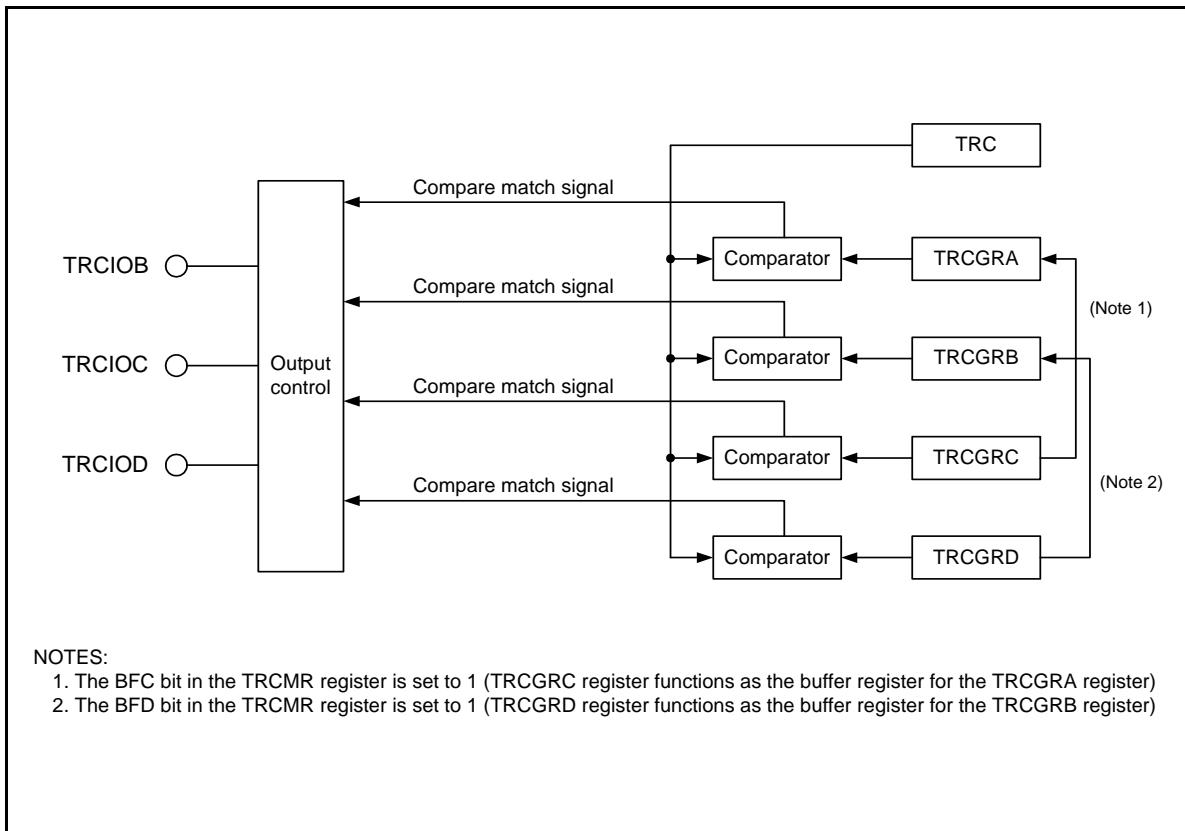 TRC
Compare match signal
TRCIOB
Comparator
TRCGRA
Compare match signal
(Note 1)
TRCIOC
Output
control
Comparator
TRCGRB
Compare match signal
TRCIOD
Comparator
TRCGRC
Compare match signal
(Note 2)
Comparator
TRCGRD
NOTES:
1. The BFC bit in the TRCMR register is set to 1 (TRCGRC register functions as the buffer register for the TRCGRA register)
2. The BFD bit in the TRCMR register is set to 1 (TRCGRD register functions as the buffer register for the TRCGRB register)